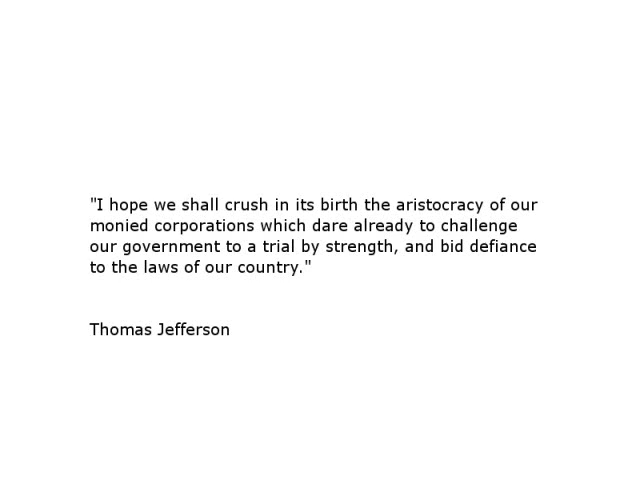 "I hope we shall crush in its birth the aristocracy of our
monied corporations which dare already to challenge
our government to a trial by strength, and bid defiance
to the laws of our country."
Thomas Jefferson